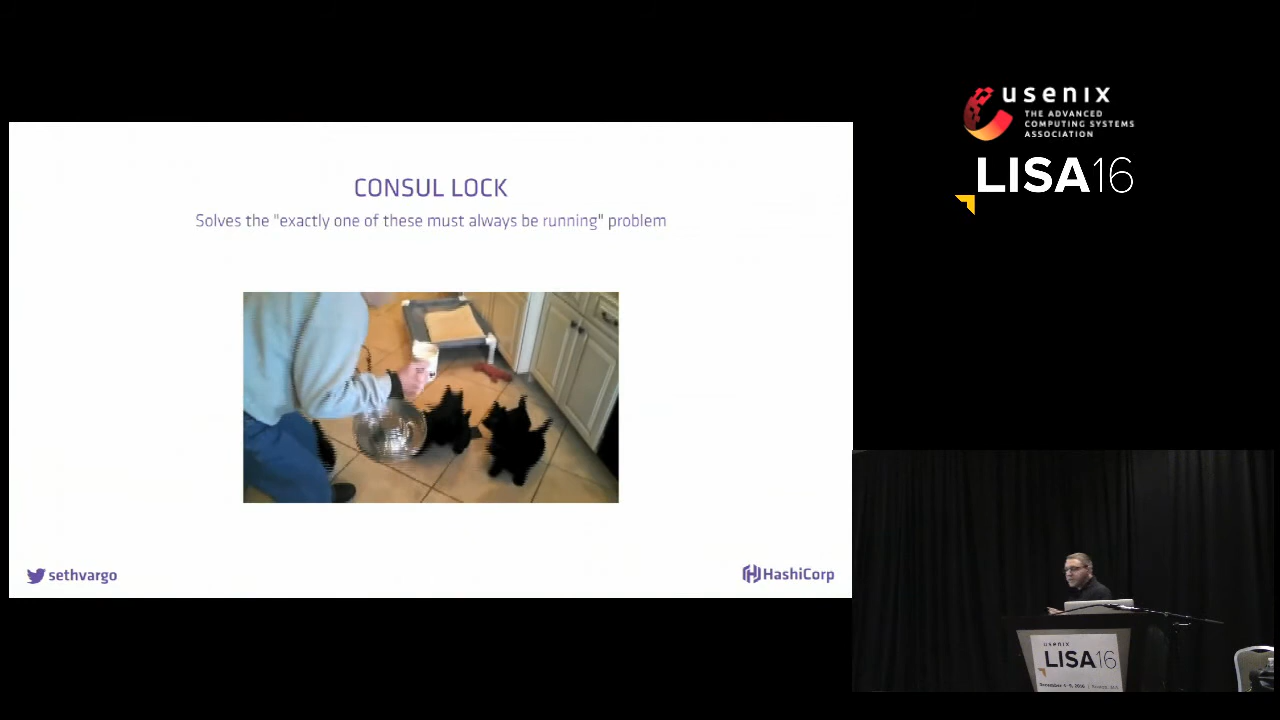 CONSUL LOCK
Solves the "exactly one of these must always be running" problem
sethvargo
HashiCorp
usenix
THE ADVANCED
COMPUTING SYSTEMS
ASSOCIATION
LISA16
usenix
LISA16